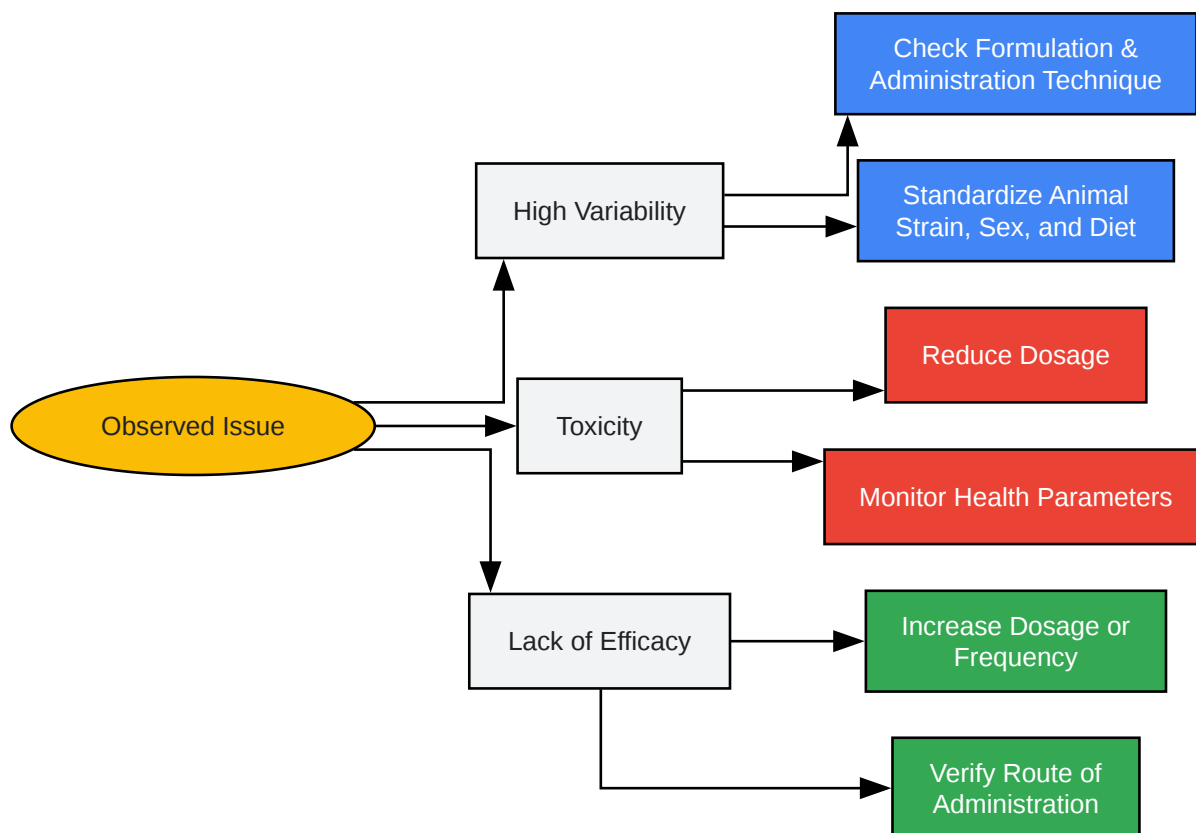 Check Formulation &
Administration Technique
High Variability
Standardize Animal
Strain, Sex, and Diet
Reduce Dosage
Observed Issue
Toxicity
Monitor Health Parameters
Lack of Efficacy
Increase Dosage or
Frequency
Verify Route of
Administration